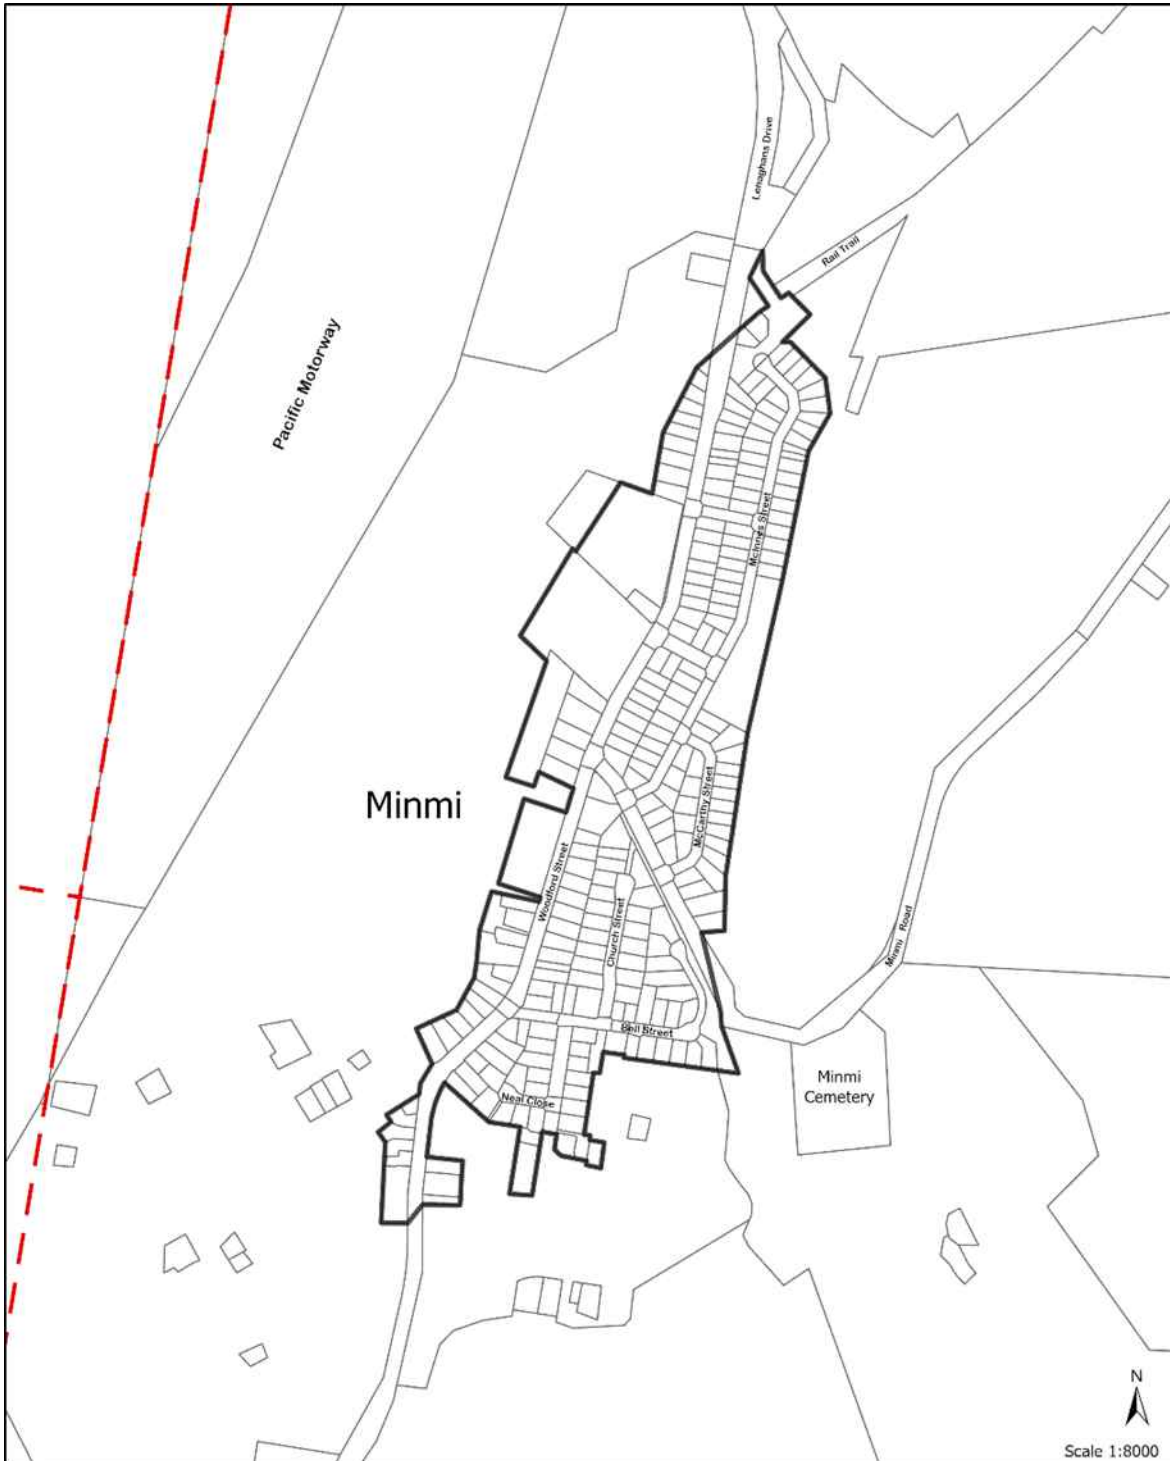 Lenaghans Drive
Rail Trail
Pacific Motorway
McInnes Street
Minmi
McCarthy Street
Woodford Street
Church Street
Minmi Road
Bell Street
Minmi
Cemetery
Neal Close
N
Scale 1:8000